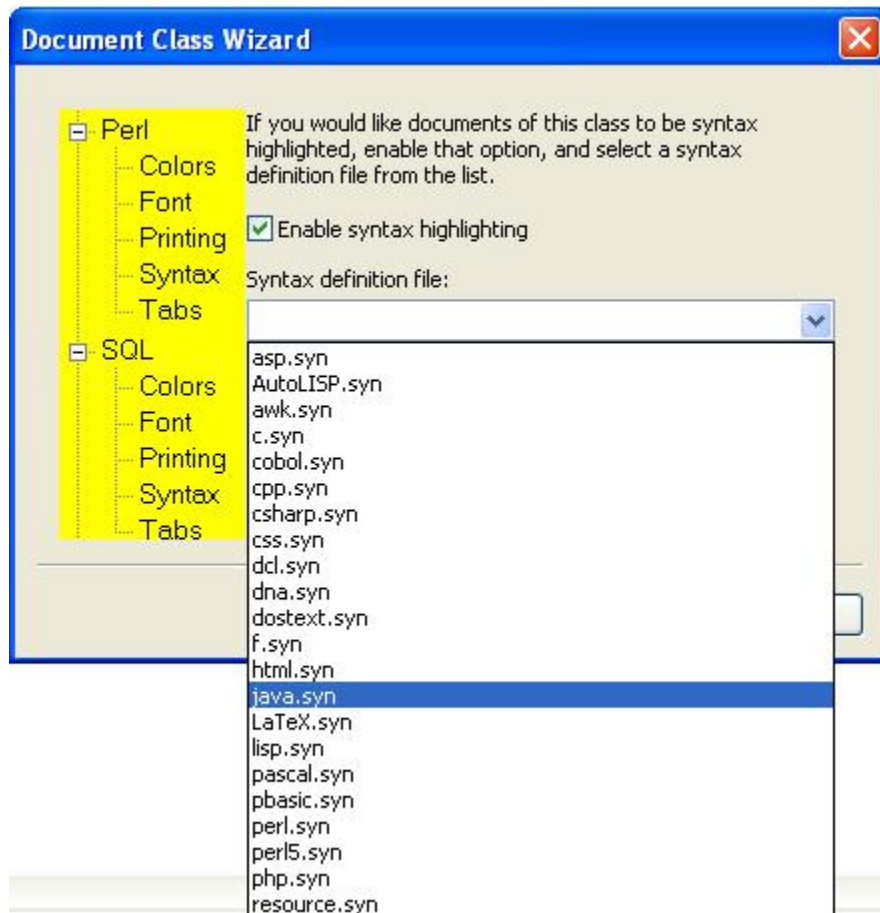 Document Class Wizard
Perl
Colors
Font
Printing
Syntax
Tabs
SQL
Colors
Font
Printing
Syntax
Tabs
If you would like documents of this class to be syntax
highlighted, enable that option, and select a syntax
definition file from the list.
Enable syntax highlighting
Syntax definition file:
asp.syn
AutoLISP.syn
awk.syn
c.syn
cobol.syn
cpp.syn
csharp.syn
css.syn
dcl.syn
dna.syn
dostext.syn
f.syn
html.syn
java.syn
LaTeX.syn
lisp.syn
pascal.syn
pbasic.syn
perl.syn
perl5.syn
php.syn
resource.syn